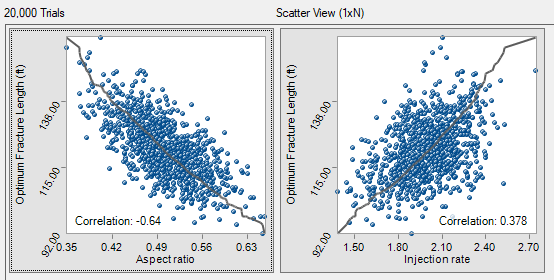 20,000 Trials
Scatter View (1xN)
Optimum Fracture Length (ft)
138.00
115.00
92.00
Correlation: -0.64
0.35 0.42 0.49 0.56 0.63
Aspect ratio
Optimum Fracture Length (ft)
138.00
115.00
92.00
Correlation: 0.378
1.50 1.80 2.10 2.40 2.70
Injection rate